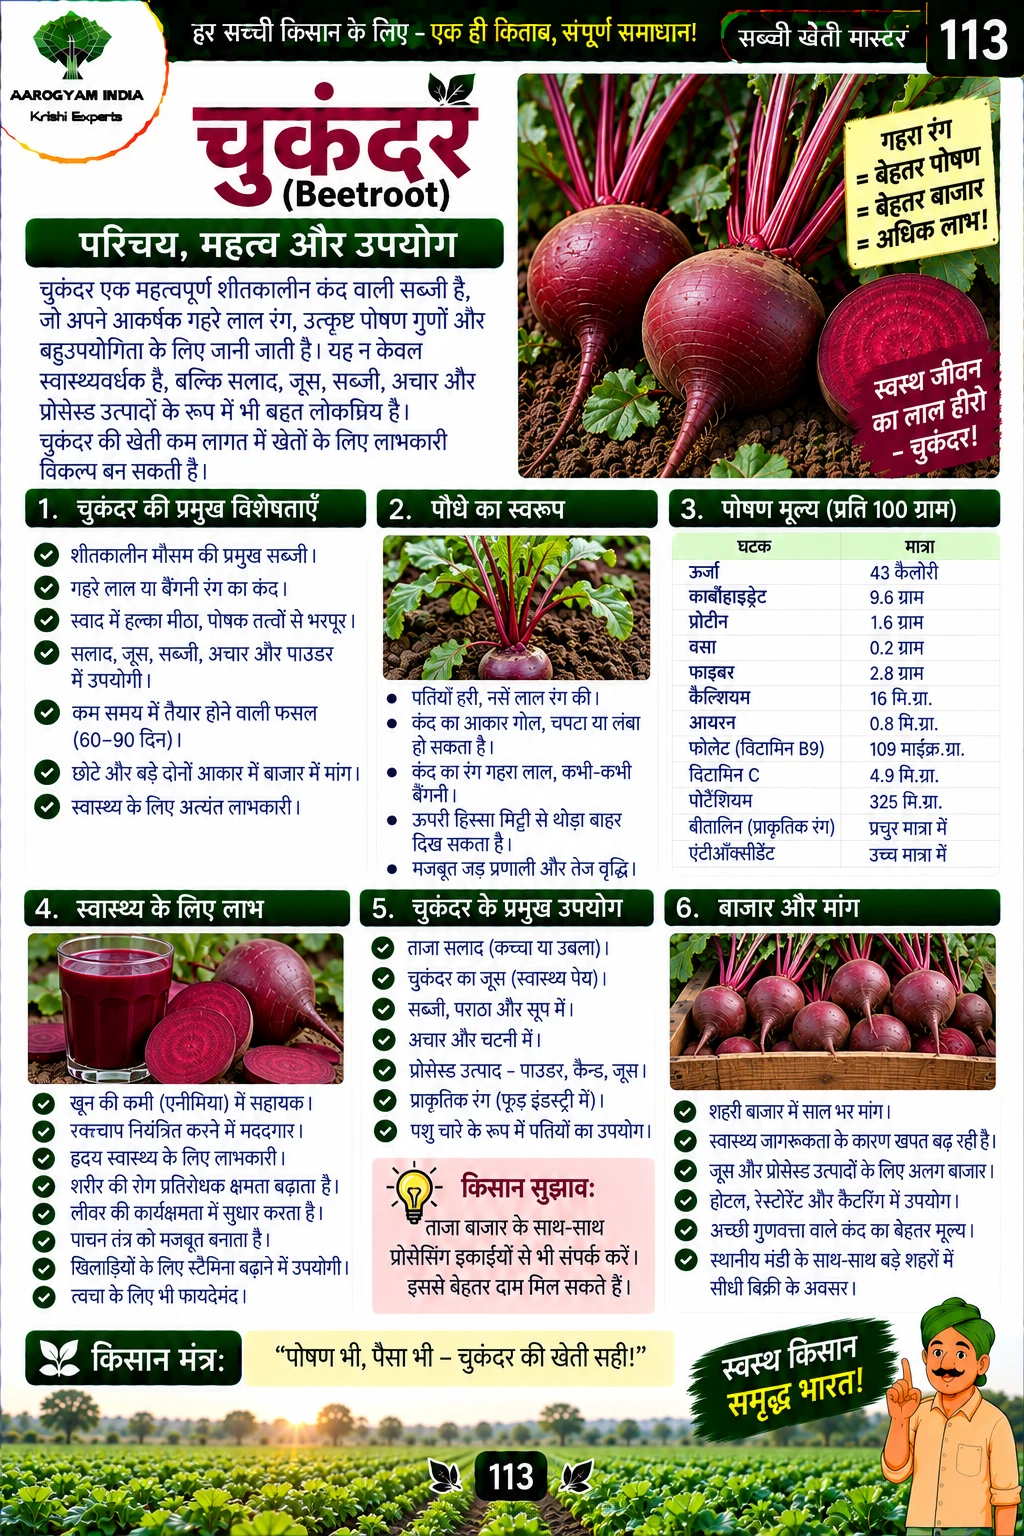 AAROGYAM INDIA
Krishi Experts
हर सच्ची किसान के लिए – एक ही किताब, संपूर्ण समाधान!
सब्वी खेती मास्टर
113
चुकंदर
(Beetroot)
परिचय, महत्व और उपयोग
चुकंदर एक महत्वपूर्ण शीतकालीन कंद वाली सब्जी है,
जो अपने आकर्षक गहरे लाल रंग, उत्कृष्ट पोषण गुणों और
बहुउपयोगिता के लिए जानी जाती है। यह न केवल
स्वास्थ्यवर्धक है, बल्कि सलाद, जूस, सब्जी, अचार और
प्रोसेस्ड उत्पादों के रूप में भी बहुत लोकप्रिय है।
चुकंदर की खेती कम लागत में खेतों के लिए लाभकारी
विकल्प बन सकती है।
गहरा रंग
= बेहतर पोषण
= बेहतर बाजार
= अधिक लाभ!
स्वस्थ जीवन
का लाल हीरो
– चुकंदर!
1. चुकंदर की प्रमुख विशेषताएँ
शीतकालीन मौसम की प्रमुख सब्जी।
गहरे लाल या बैंगनी रंग का कंद।
स्वाद में हल्का मीठा, पोषक तत्वों से भरपूर।
सलाद, जूस, सब्जी, अचार और पाउडर
में उपयोगी।
कम समय में तैयार होने वाली फसल
(60–90 दिन)।
छोटे और बड़े दोनों आकार में बाजार में मांग।
स्वास्थ्य के लिए अत्यंत लाभकारी।
2. पौधे का स्वरूप
पतियाँ हरी, नसें लाल रंग की।
कंद का आकार गोल, चपटा या लंबा
हो सकता है।
कंद का रंग गहरा लाल, कभी-कभी
बैंगनी।
ऊपरी हिस्सा मिट्टी से थोड़ा बाहर
दिख सकता है।
मजबूत जड़ प्रणाली और तेज वृद्धि।
3. पोषण मूल्य (प्रति 100 ग्राम)
घटक मात्रा
ऊर्जा 43 कैलोरी
कार्बोहाइड्रेट 9.6 ग्राम
प्रोटीन 1.6 ग्राम
वसा 0.2 ग्राम
फाइबर 2.8 ग्राम
कैल्शियम 16 मि.ग्रा.
आयरन 0.8 मि.ग्रा.
फोलेट (विटामिन B9) 109 माईक्र.ग्रा.
विटामिन C 4.9 मि.ग्रा.
पोटैशियम 325 मि.ग्रा.
बीतालिन (प्राकृतिक रंग) प्रचुर मात्रा में
एंटीऑक्सीडेंट उच्च मात्रा में
4. स्वास्थ्य के लिए लाभ
खून की कमी (एनीमिया) में सहायक।
रक्तचाप नियंत्रित करने में मददगार।
हृदय स्वास्थ्य के लिए लाभकारी।
शरीर की रोग प्रतिरोधक क्षमता बढ़ाता है।
लीवर की कार्यक्षमता में सुधार करता है।
पाचन तंत्र को मजबूत बनाता है।
खिलाड़ियों के लिए स्टैमिना बढ़ाने में उपयोगी।
त्वचा के लिए भी फायदेमंद।
5. चुकंदर के प्रमुख उपयोग
ताजा सलाद (कच्चा या उबला)।
चुकंदर का जूस (स्वास्थ्य पेय)।
सब्जी, पराठा और सूप में।
अचार और चटनी में।
प्रोसेस्ड उत्पाद – पाउडर, कैन्ड, जूस।
प्राकृतिक रंग (फूड इंडस्ट्री में)।
पशु चारे के रूप में पतियों का उपयोग।
किसान सुझाव:
ताजा बाजार के साथ-साथ
प्रोसेसिंग इकाईयों से भी संपर्क करें।
इससे बेहतर दाम मिल सकते हैं।
6. बाजार और मांग
शहरी बाजार में साल भर मांग।
स्वास्थ्य जागरूकता के कारण खपत बढ़ रही है।
जूस और प्रोसेस्ड उत्पादों के लिए अलग बाजार।
होटल, रेस्टोरेंट और कैटरिंग में उपयोग।
अच्छी गुणवत्ता वाले कंद का बेहतर मूल्य।
स्थानीय मंडी के साथ-साथ बड़े शहरों में
सीधी बिक्री के अवसर।
किसान मंत्र:
“पोषण भी, पैसा भी – चुकंदर की खेती सही!”
स्वस्थ किसान
समृद्ध भारत!
113